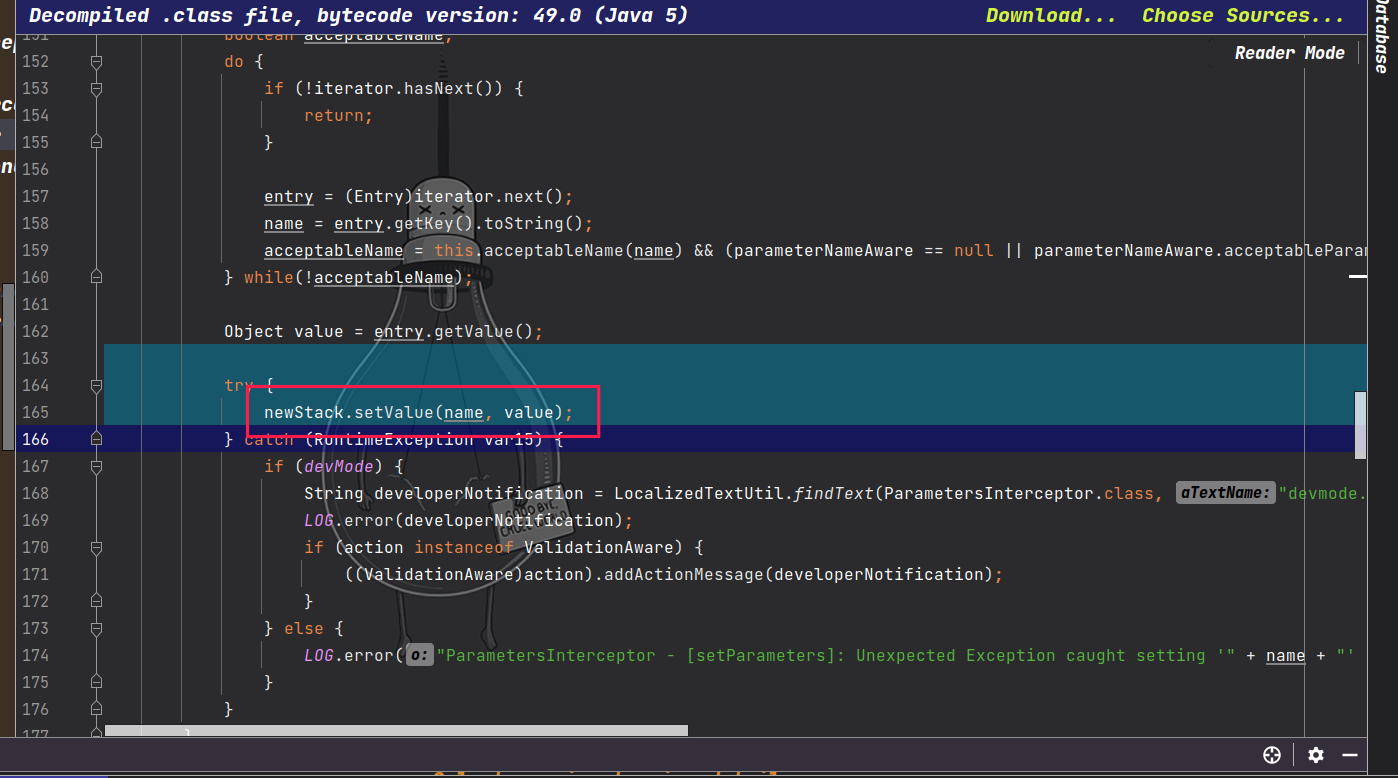 Decompiled .class file, bytecode version: 49.0 (Java 5) Download... Choose Sources...
Database
Reader Mode
151 boolean acceptableName;
152 do {
153 if (!iterator.hasNext()) {
154 return;
155 }
156
157 entry = (Entry)iterator.next();
158 name = entry.getKey().toString();
159 acceptableName = this.acceptableName(name) && (parameterNameAware == null || parameterNameAware.acceptablePara
160 } while(!acceptableName);
161
162 Object value = entry.getValue();
163
164 try {
165 newStack.setValue(name, value);
166 } catch (RuntimeException var15) {
167 if (devMode) {
168 String developerNotification = LocalizedTextUtil.findText(ParametersInterceptor.class, aTextName: "devmode.
169 LOG.error(developerNotification);
170 if (action instanceof ValidationAware) {
171 ((ValidationAware)action).addActionMessage(developerNotification);
172 }
173 } else {
174 LOG.error( o: "ParametersInterceptor - [setParameters]: Unexpected Exception caught setting '" + name + "'
175 }
176 }
177 }